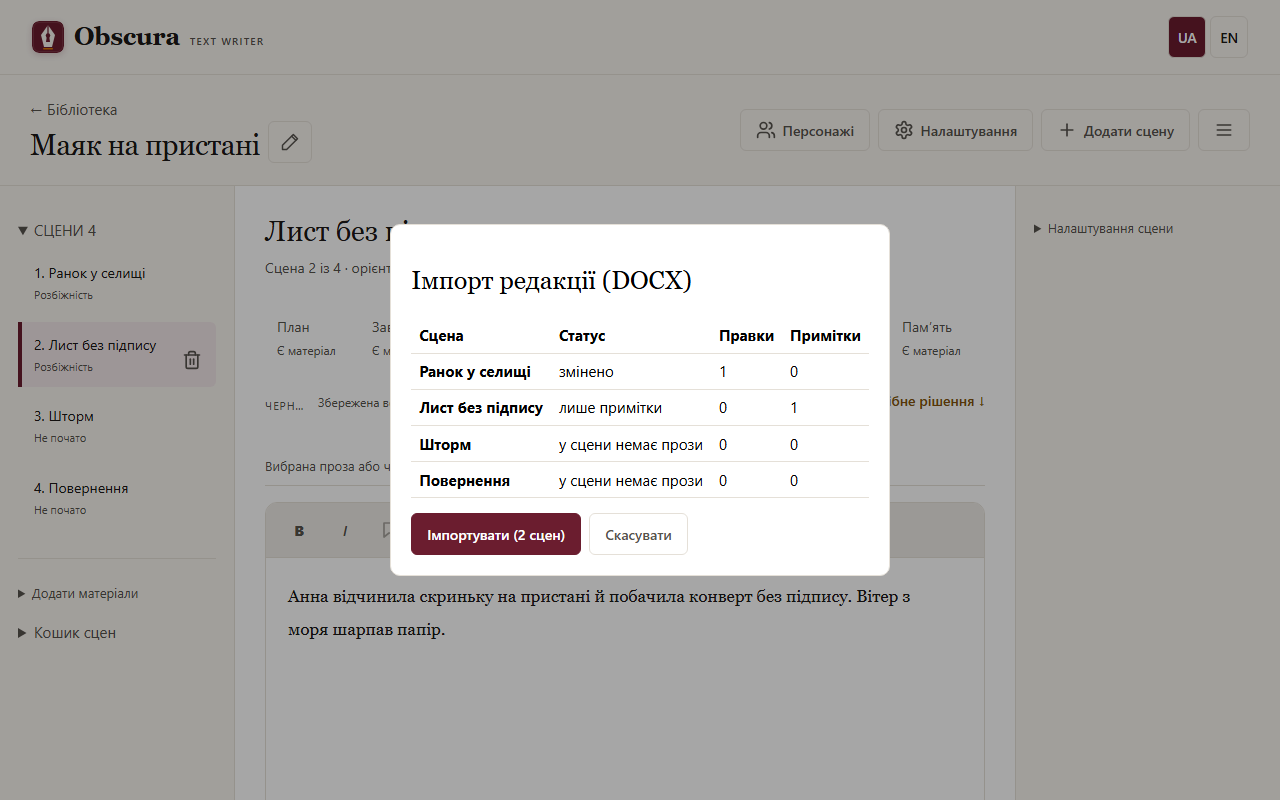 Obscura TEXT WRITER
UA EN
← Бібліотека
Маяк на пристані
Персонажі
Налаштування
Додати сцену
СЦЕНИ 4
1. Ранок у селищі
Розбіжність
2. Лист без підпису
Розбіжність
3. Шторм
Не почато
4. Повернення
Не почато
Додати матеріали
Кошик сцен
Лист без
Сцена 2 із 4 ·
План
Є матеріал
Пам'ять
Є матеріал
ЧЕРН...
Збережена
рішення ↓
Вибрана проза або
B I
Імпорт редакції (DOCX)
Сцена Статус Правки Примітки
Ранок у селищі змінено 1 0
Лист без підпису лише примітки 0 1
Шторм у сцени немає прози 0 0
Повернення у сцени немає прози 0 0
Імпортувати (2 сцен) Скасувати
Анна відчинила скриньку на пристані й побачила конверт без підпису. Вітер з
моря шарпав папір.
Налаштування сцени